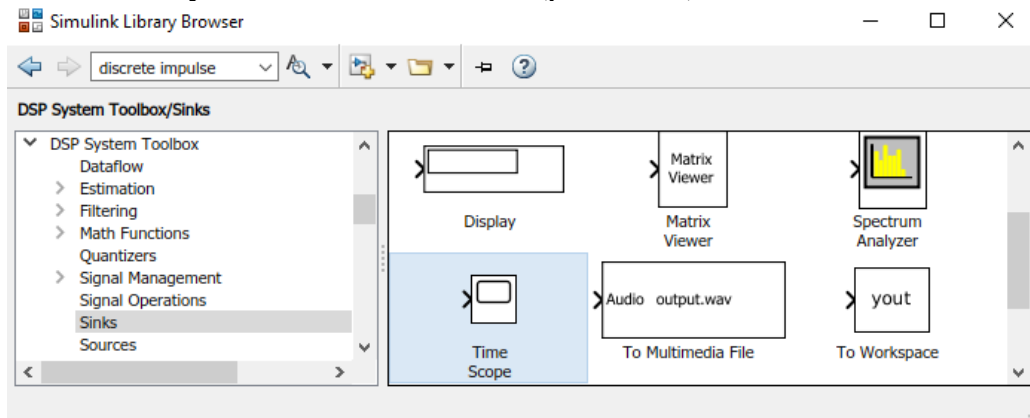 Simulink Library Browser
discrete impulse
DSP System Toolbox/Sinks
DSP System Toolbox
Dataflow
Estimation
Filtering
Math Functions
Quantizers
Signal Management
Signal Operations
Sinks
Sources
Display
Matrix
Viewer
Matrix
Viewer
Spectrum
Analyzer
Time
Scope
Audio output.wav
To Multimedia File
yout
To Workspace